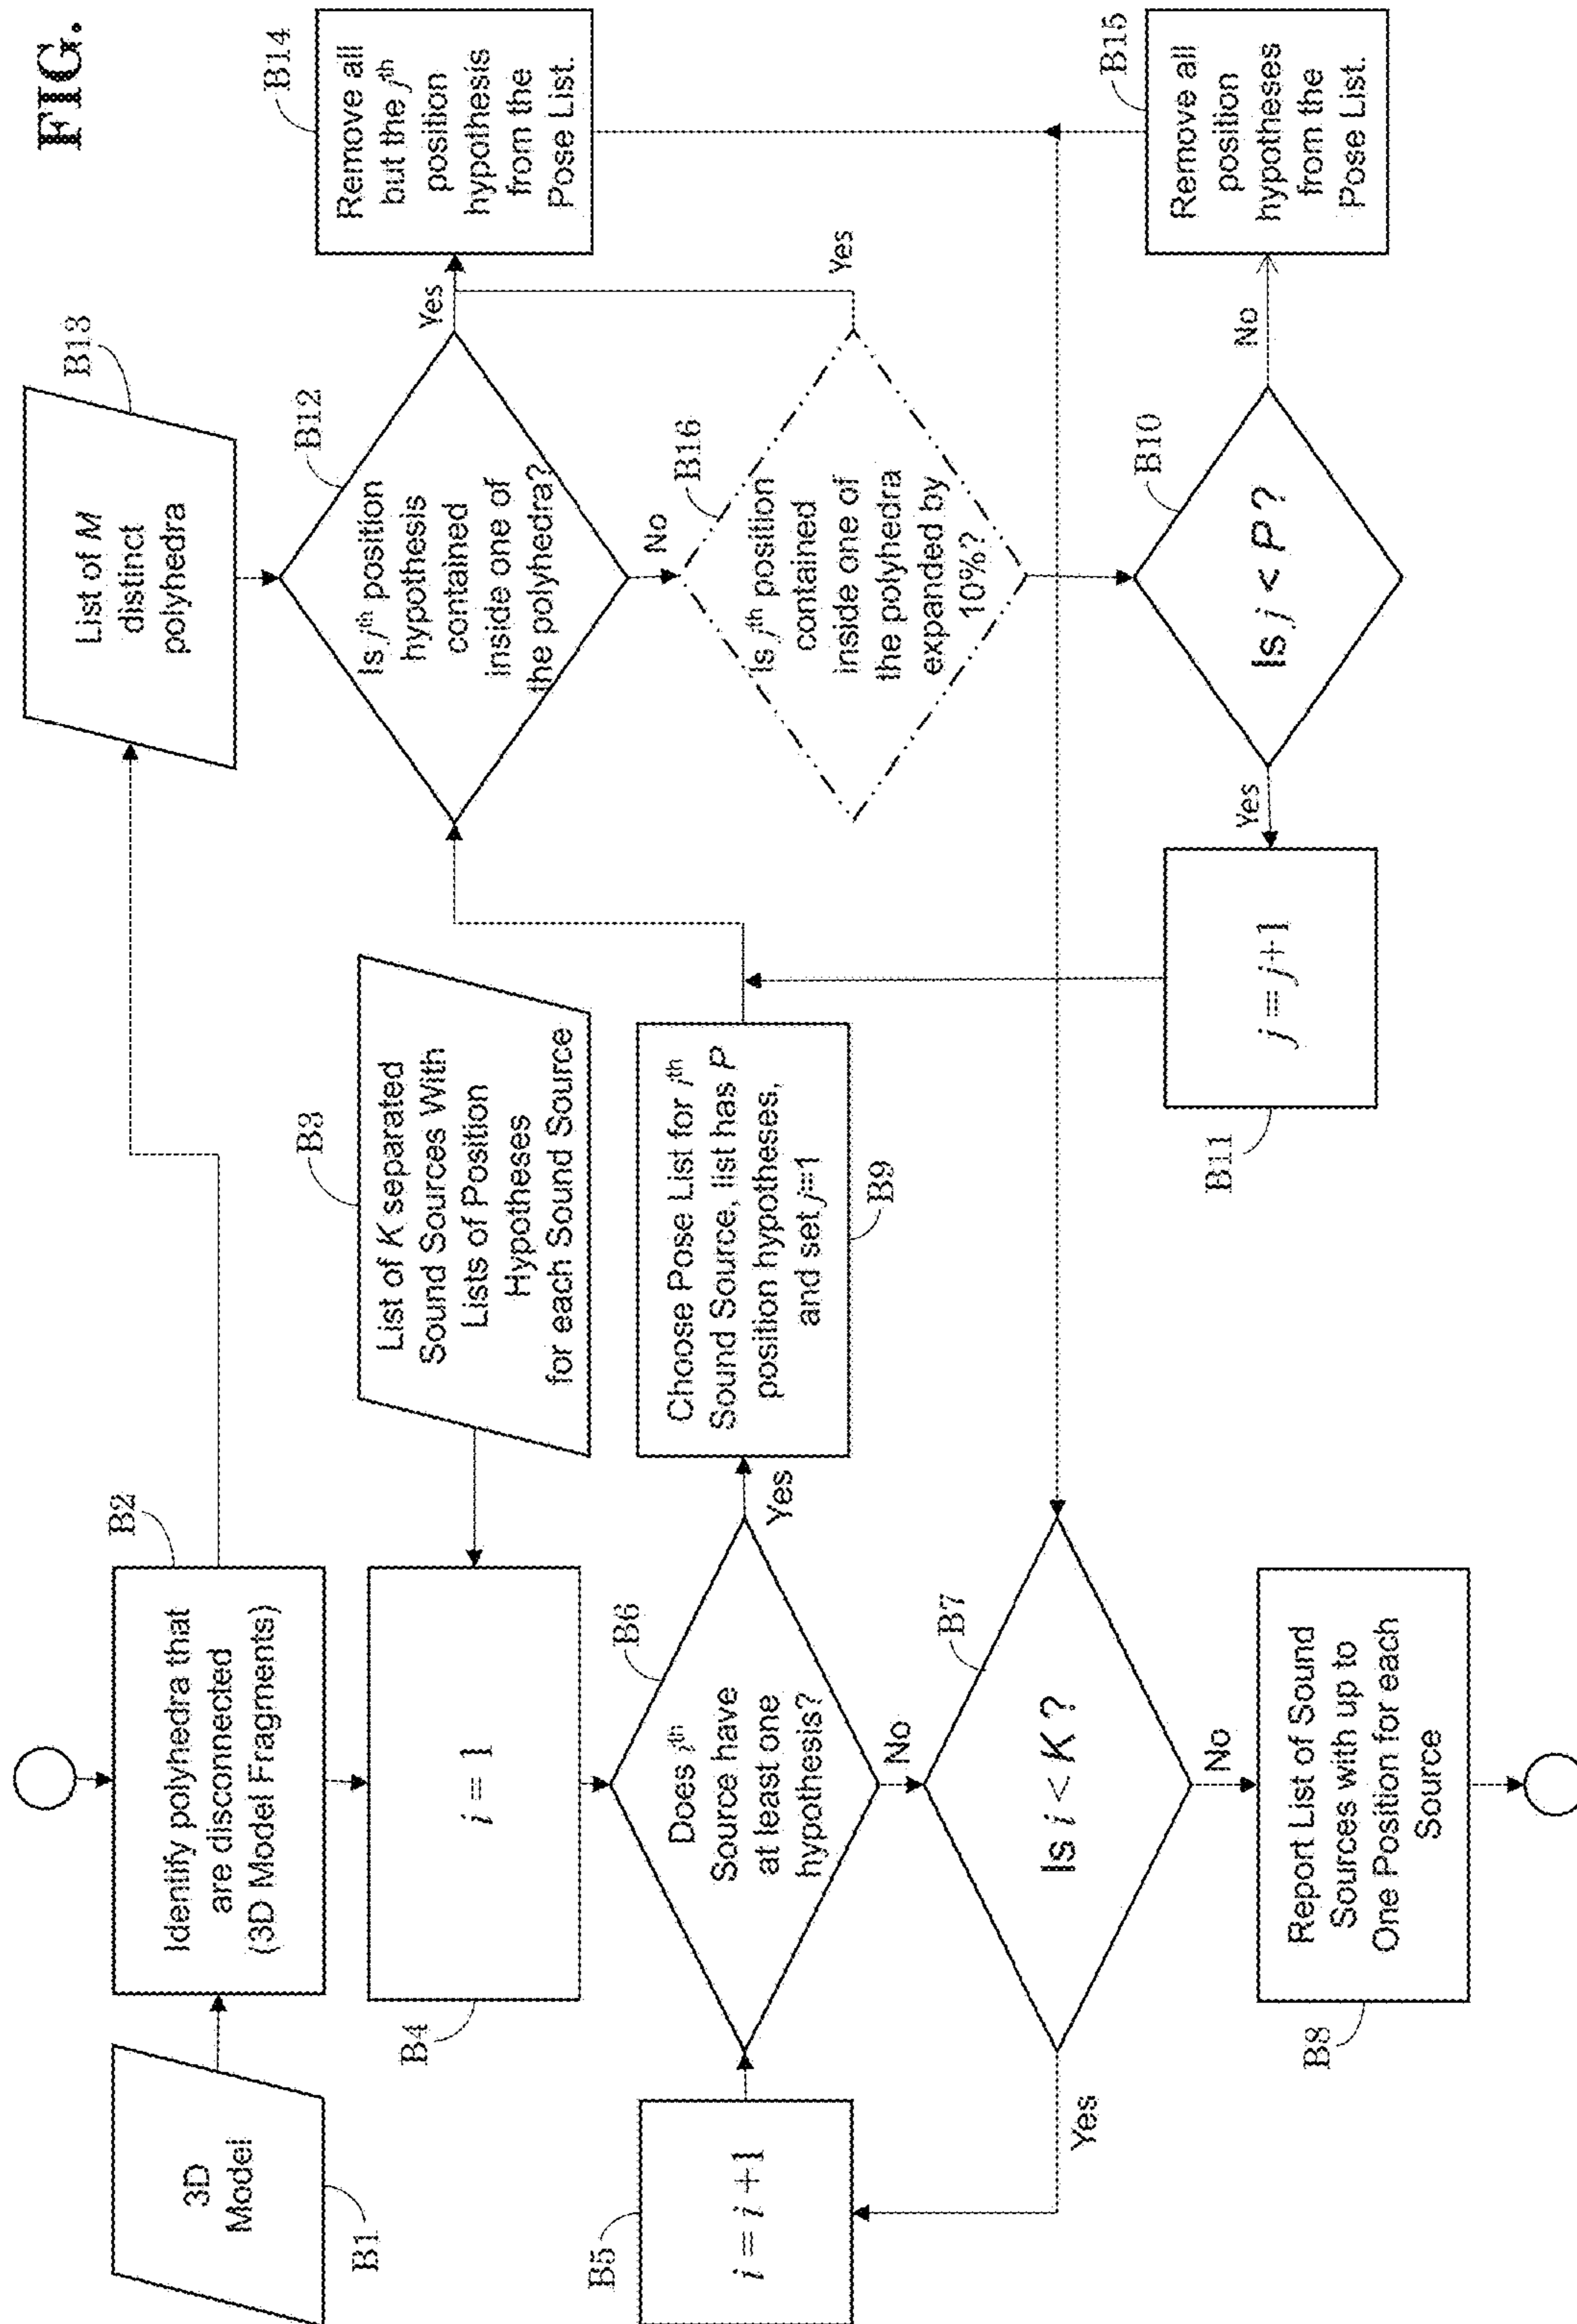 FIG.
3D
Model
B1
Identify polyhedra that
are disconnected
(3D Model Fragments)
B2
List of M
distinct
polyhedra
B13
i = 1
B4
List of K separated
Sound Sources With
Lists of Position
Hypotheses
for each Sound Source
B3
Is jth position
hypothesis
contained
inside one of
the polyhedra?
B12
Yes
No
Remove all
but the jth
position
hypothesis
from the
Pose List.
B14
i = i+1
B5
Does ith
Source have
at least one
hypothesis?
B6
Yes
No
Choose Pose List for ith
Sound Source, list has P
position hypotheses,
and set j=1
B9
Is jth position
contained
inside one of
the polyhedra
expanded by
10%?
B16
Yes
Is i < K ?
B7
Yes
No
Report List of Sound
Sources with up to
One Position for each
Source
B8
j = j+1
B11
Yes
Is j < P ?
B10
No
Remove all
position
hypotheses
from the
Pose List.
B15